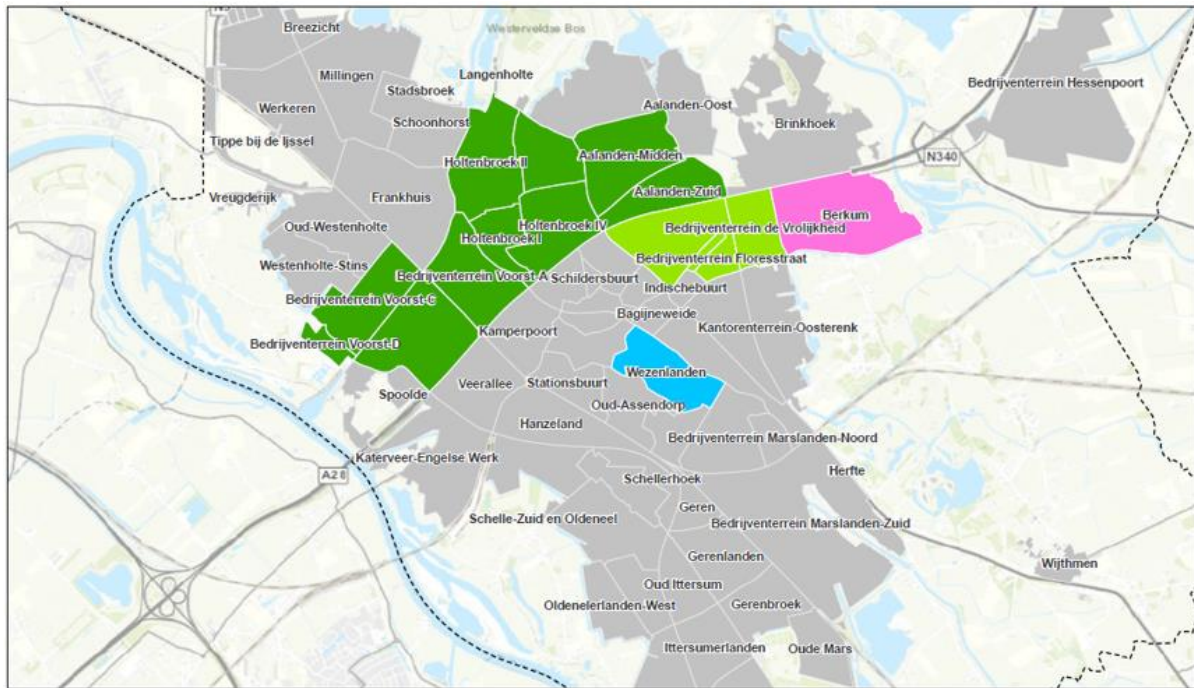 Breezicht
Westerveldse Bos
Millingen
Langenholte
Stadsbroek
Bedrijventerrein Hessenpoort
Werkeren
Aalanden-Oost
Schoonhorst
Brinkhoek
Tippe bij de Ijssel
Holtenbroek II
Aalanden-Midden
N340
Vreugderijk
Frankhuis
Aalanden-Zuid
Berkum
Oud-Westenholte
Holtenbroek IV
Bedrijventerrein de Vrolijkheid
Holtenbroek I
Westenholte-Stins
Bedrijventerrein Voorst-A
Schildersbuurt
Bedrijventerrein Floresstraat
Indischebuurt
Bedrijventerrein Voorst-C
Bagijneweide
Kamperpoort
Kantorenterrein-Oosterenk
Bedrijventerrein Voorst-D
Wezenlanden
Veerallee
Stationsbuurt
Spoolde
Oud-Assendorp
Hanzeland
Bedrijventerrein Marslanden-Noord
Katerveer-Engelse Werk
Herfte
A28
Schellerhoek
Geren
Schelle-Zuid en Oldeneel
Bedrijventerrein Marslanden-Zuid
Gerenlanden
Wijthmen
Oud Ittersum
Oldenelerlanden-West
Gerenbroek
Ittersumerlanden
Oude Mars